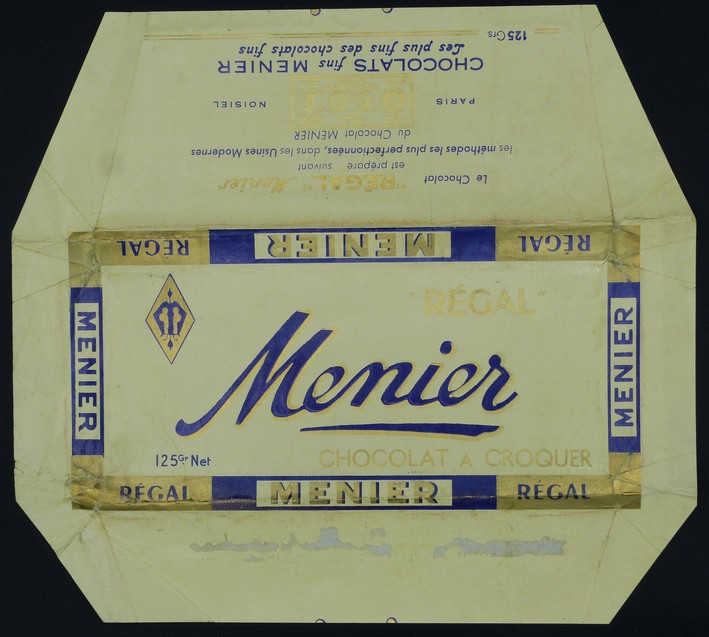 125Grs
Les plus fins des chocolats fins
CHOCOLATS fins MENIER
PARIS NOISIEL
du Chocolat MENIER
les méthodes les plus perfectionnées, dans les Usines Modernes
est préparé suivant
Le Chocolat "RÉGAL" Menier
RÉGAL MENIER RÉGAL
"RÉGAL"
MENIER
Menier
MENIER
125Gr Net
CHOCOLAT A CROQUER
RÉGAL MENIER RÉGAL